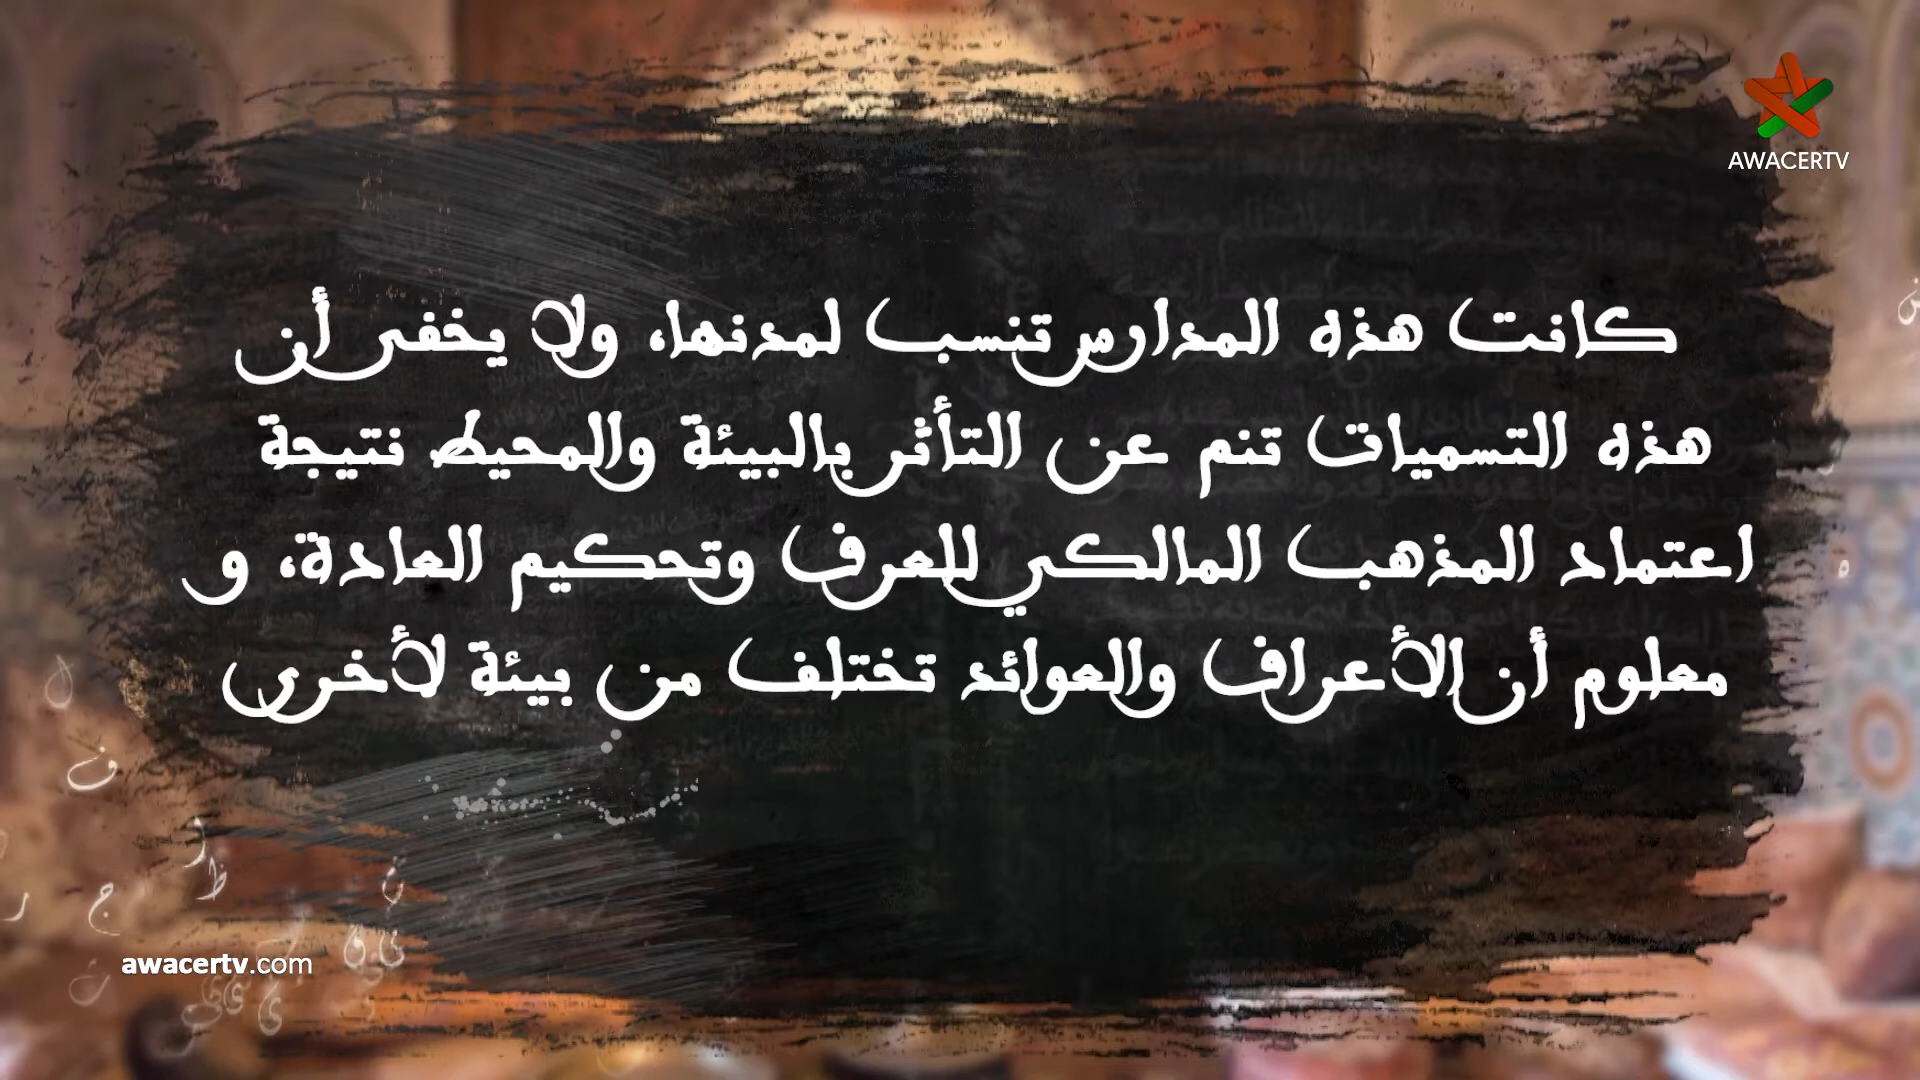 AWACERTV
كانت هذه المدارس تنسب لمدنها، ولا يخفى أن
هذه التسميات تنم عن التأثر بالبيئة والمحيط نتيجة
اعتماد المذهب المالكي للعرف وتحكيم العادة، و
معلوم أن الأعراف والعوائد تختلف من بيئة لأخرى
awacertv.com